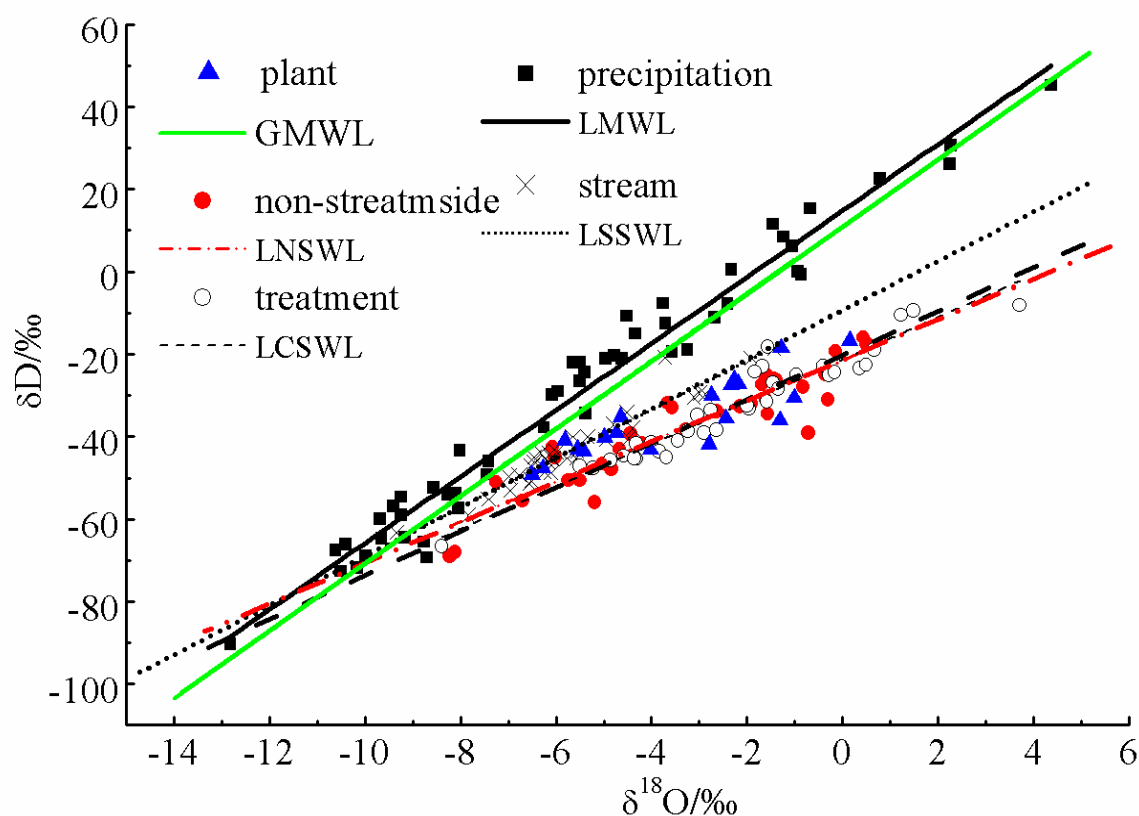 60
40
20
0
-20
-40
-60
-80
-100
δD/‰
plant
precipitation
GMWL
LMWL
non-streatmside
stream
LNSWL
LSSWL
treatment
LCSWL
-14 -12 -10 -8 -6 -4 -2 0 2 4 6
δ¹⁸O/‰